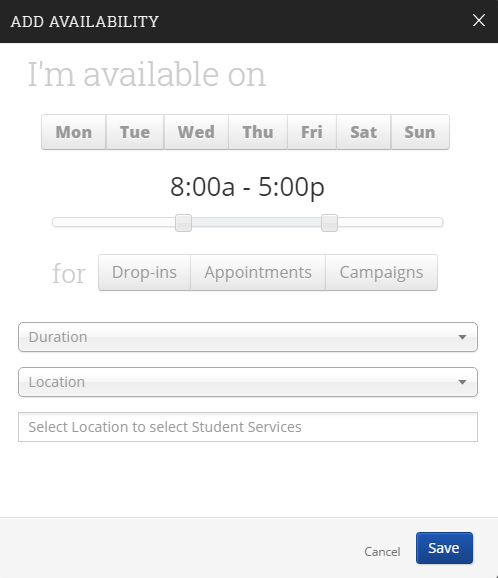 ADD AVAILABILITY
I'm available on
Mon Tue Wed Thu Fri Sat Sun
8:00a - 5:00p
for Drop-ins Appointments Campaigns
Duration
Location
Select Location to select Student Services
Cancel Save